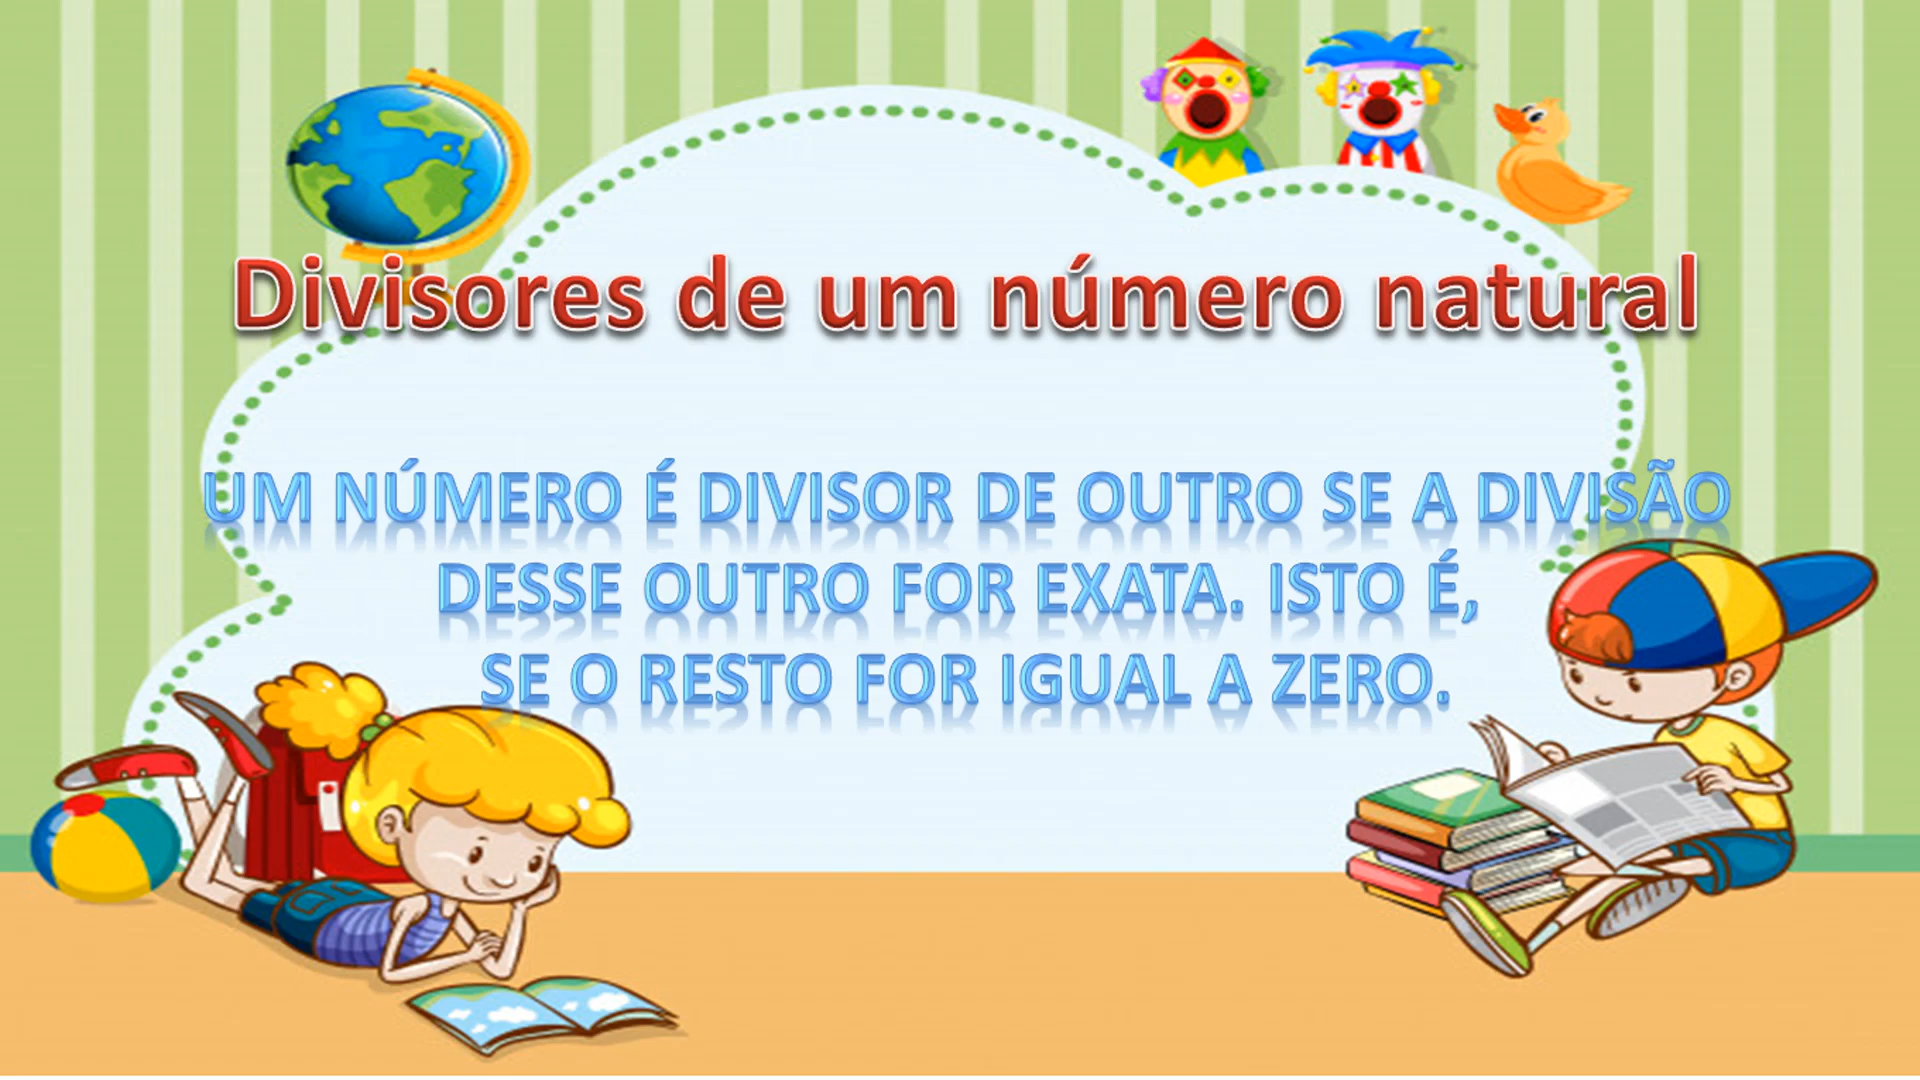 Divisores de um número natural
UM NÚMERO É DIVISOR DE OUTRO SE A DIVISÃO
DESSE OUTRO FOR EXATA. ISTO É,
SE O RESTO FOR IGUAL A ZERO.